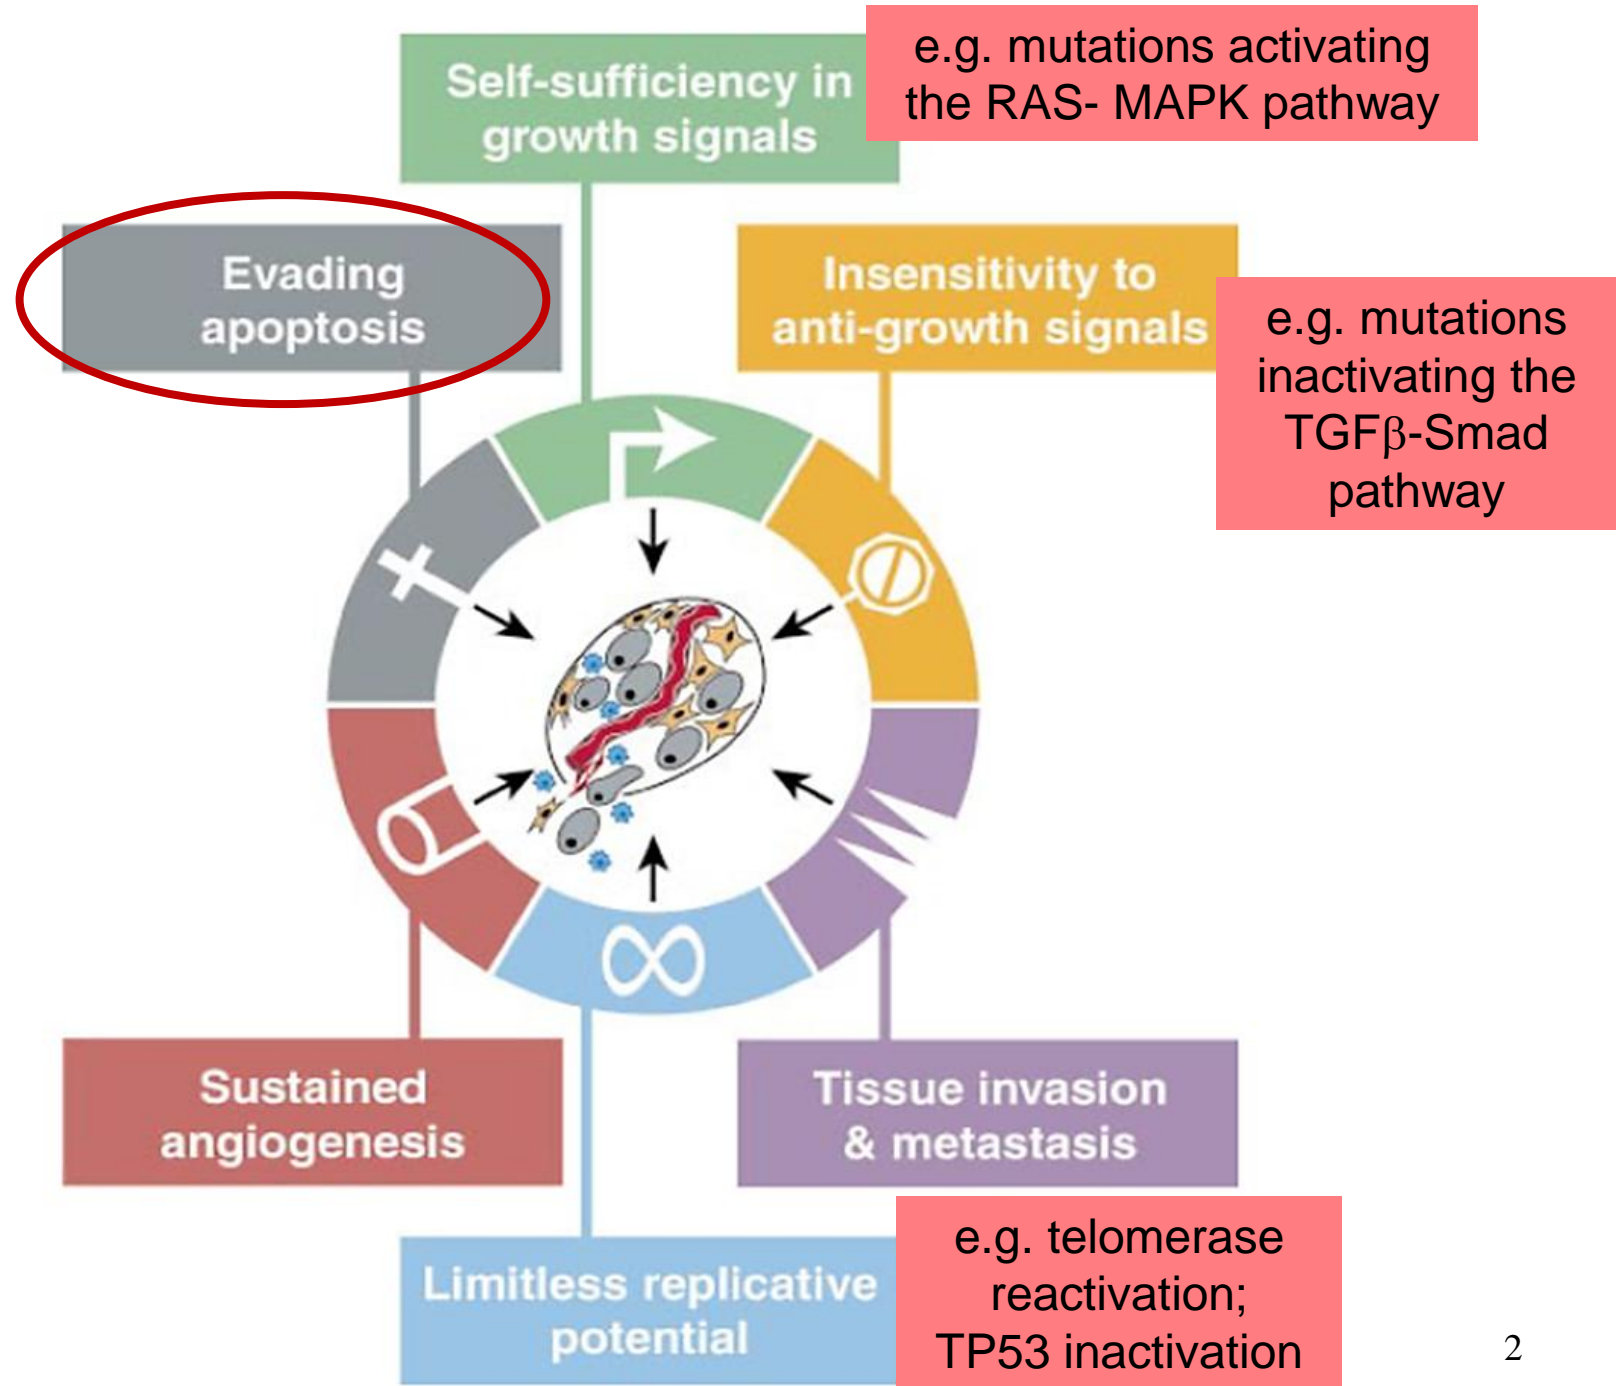 Self-sufficiency in
growth signals
e.g. mutations activating
the RAS- MAPK pathway
Evading
apoptosis
Insensitivity to
anti-growth signals
e.g. mutations
inactivating the
TGFβ-Smad
pathway
Sustained
angiogenesis
Tissue invasion
& metastasis
Limitless replicative
potential
e.g. telomerase
reactivation;
TP53 inactivation
2